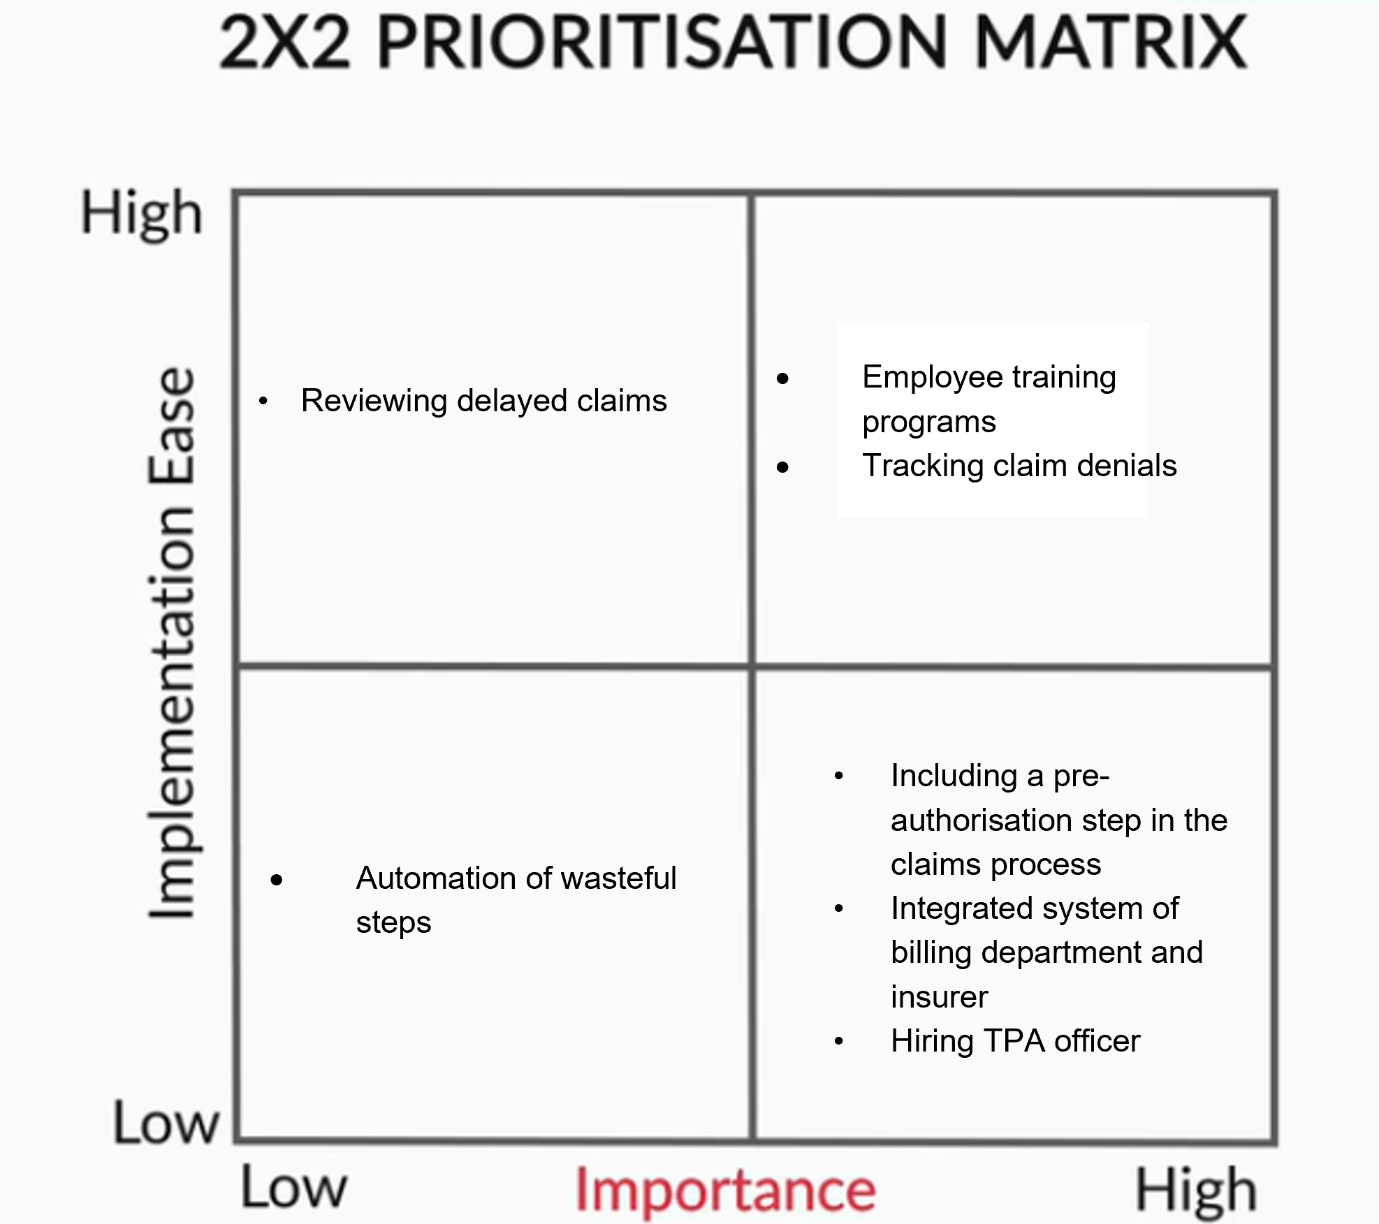 2X2 PRIORITISATION MATRIX
High
• Reviewing delayed claims
• Employee training
programs
• Tracking claim denials
Implementation Ease
• Automation of wasteful
steps
• Including a pre-
authorisation step in the
claims process
• Integrated system of
billing department and
insurer
• Hiring TPA officer
Low
Low
Importance
High